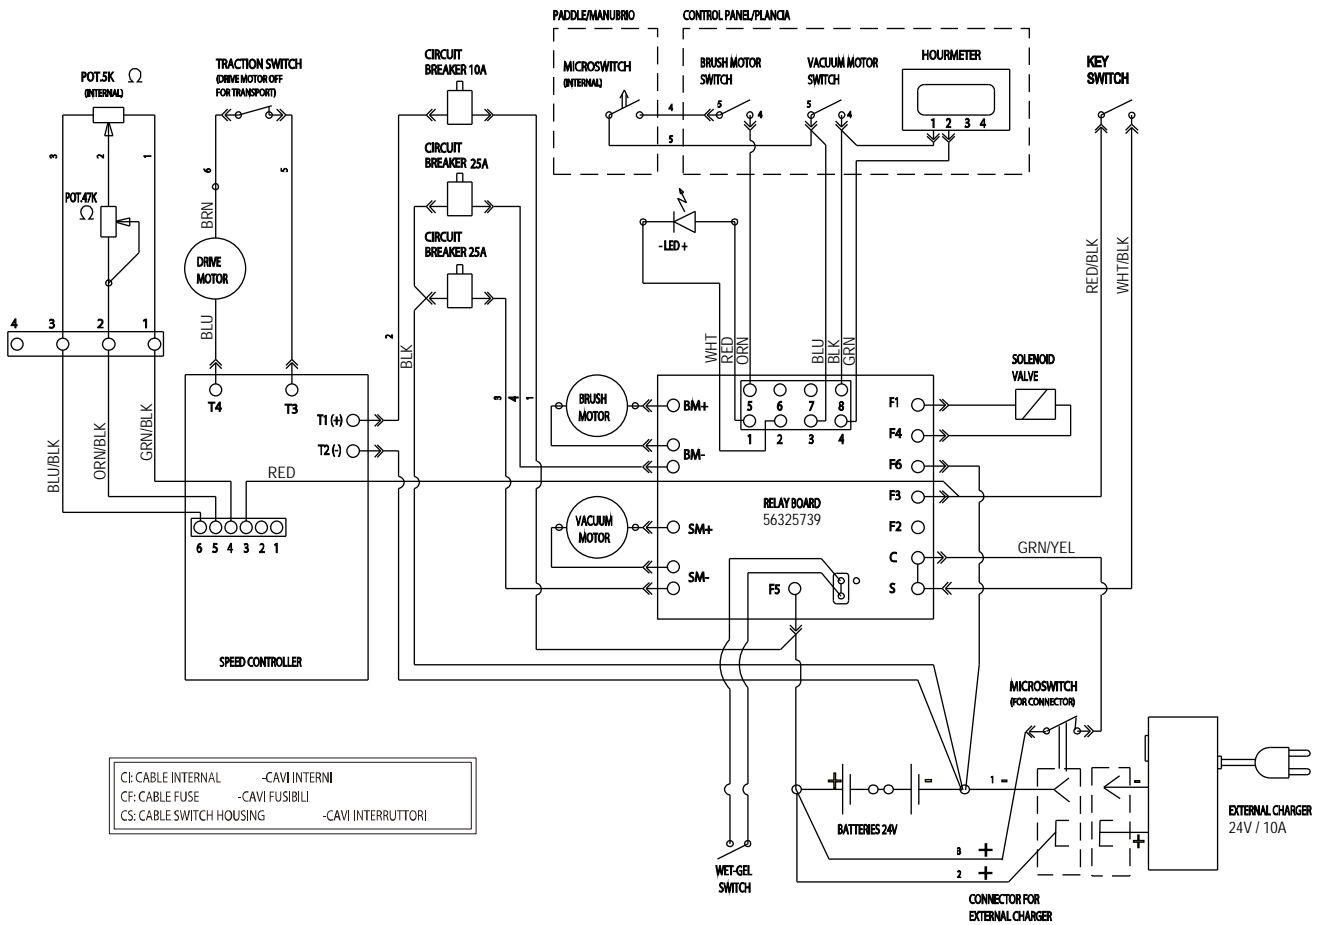 PADDLE/MANUBRIO
CONTROL PANEL/PLANCIA
CIRCUIT
BREAKER 10A
MICROSWITCH
(INTERNAL)
BRUSH MOTOR
SWITCH
VACUUM MOTOR
SWITCH
HOURMETER
KEY
SWITCH
POT.5K Ω
(INTERNAL)
TRACTION SWITCH
(DRIVE MOTOR OFF
FOR TRANSPORT)
4
5
5
4
5
4
1 2 3 4
3
2
1
6
5
CIRCUIT
BREAKER 25A
POT.47K
Ω
BRN
DRIVE
MOTOR
BLU
CIRCUIT
BREAKER 25A
- LED +
RED/BLK
WHT/BLK
4 3 2 1
2
BLK
WHT
RED
ORN
BLU
BLK
GRN
SOLENOID
VALVE
T4
T3
T1 (+)
T2 (-)
3
4
1
BRUSH
MOTOR
BM+
BM-
5 6 7 8
1 2 3 4
F1
F4
F6
F3
F2
C
S
BLU/BLK
ORN/BLK
GRN/BLK
RED
RELAY BOARD
56325739
VACUUM
MOTOR
SM+
SM-
F5
GRN/YEL
6 5 4 3 2 1
SPEED CONTROLLER
MICROSWITCH
(FOR CONNECTOR)
CI: CABLE INTERNAL -CAVI INTERNI
CF: CABLE FUSE -CAVI FUSIBILI
CS: CABLE SWITCH HOUSING -CAVI INTERRUTTORI
+ -
1 -
-
+
BATTERIES 24V
EXTERNAL CHARGER
24V / 10A
3 +
2 +
WET-GEL
SWITCH
CONNECTOR FOR
EXTERNAL CHARGER